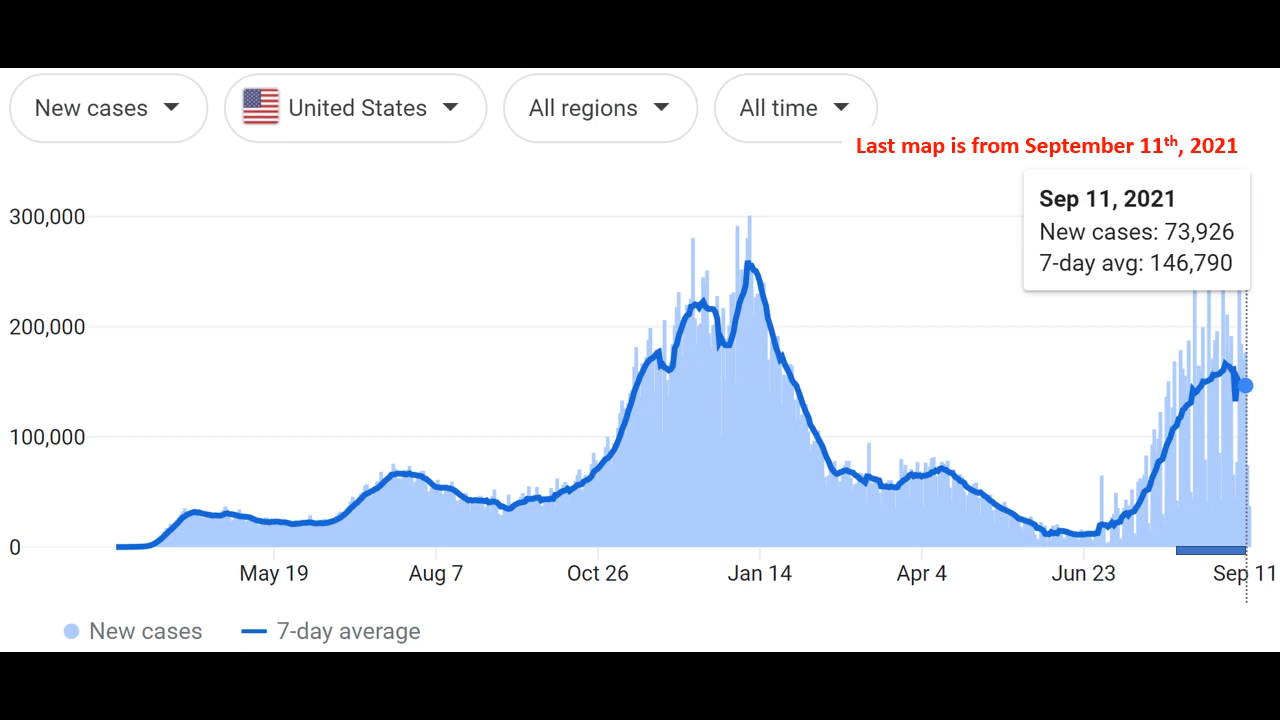 New cases
United States
All regions
All time
Last map is from September 11th, 2021
Sep 11, 2021
New cases: 73,926
7-day avg: 146,790
300,000
200,000
100,000
0
May 19
Aug 7
Oct 26
Jan 14
Apr 4
Jun 23
Sep 11
New cases
7-day average